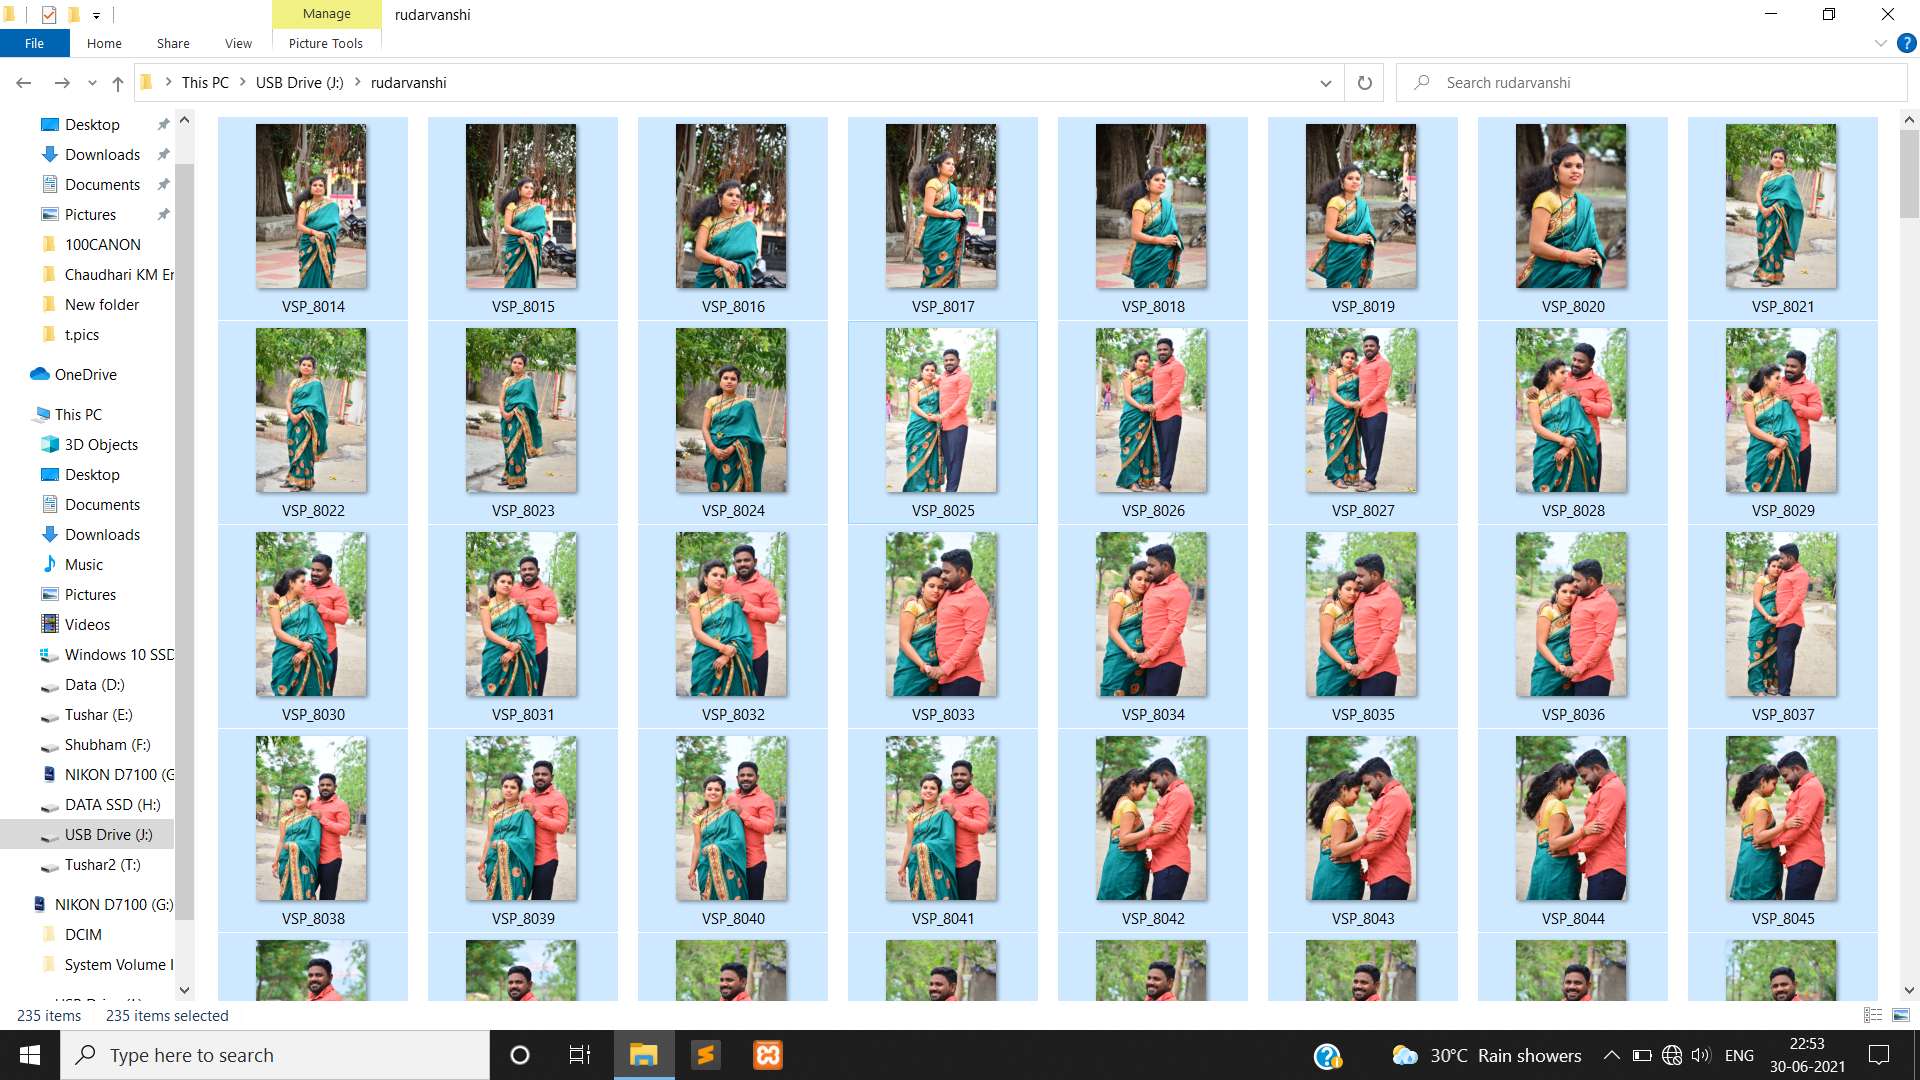 Manage
rudarvanshi
File
Home
Share
View
Picture Tools
?
This PC
USB Drive (J:)
rudarvanshi
Search rudarvanshi
Desktop
Downloads
Documents
Pictures
100CANON
Chaudhari KM Er
New folder
t.pics
OneDrive
This PC
3D Objects
Desktop
Documents
Downloads
Music
Pictures
Videos
Windows 10 SSD
Data (D:)
Tushar (E:)
Shubham (F:)
NIKON D7100 (G
DATA SSD (H:)
USB Drive (J:)
Tushar2 (T:)
NIKON D7100 (G:)
DCIM
System Volume I
VSP_8014 VSP_8015 VSP_8016 VSP_8017 VSP_8018 VSP_8019 VSP_8020 VSP_8021
VSP_8022 VSP_8023 VSP_8024 VSP_8025 VSP_8026 VSP_8027 VSP_8028 VSP_8029
VSP_8030 VSP_8031 VSP_8032 VSP_8033 VSP_8034 VSP_8035 VSP_8036 VSP_8037
VSP_8038 VSP_8039 VSP_8040 VSP_8041 VSP_8042 VSP_8043 VSP_8044 VSP_8045
235 items 235 items selected
Type here to search
30°C Rain showers
ENG
22:53
30-06-2021